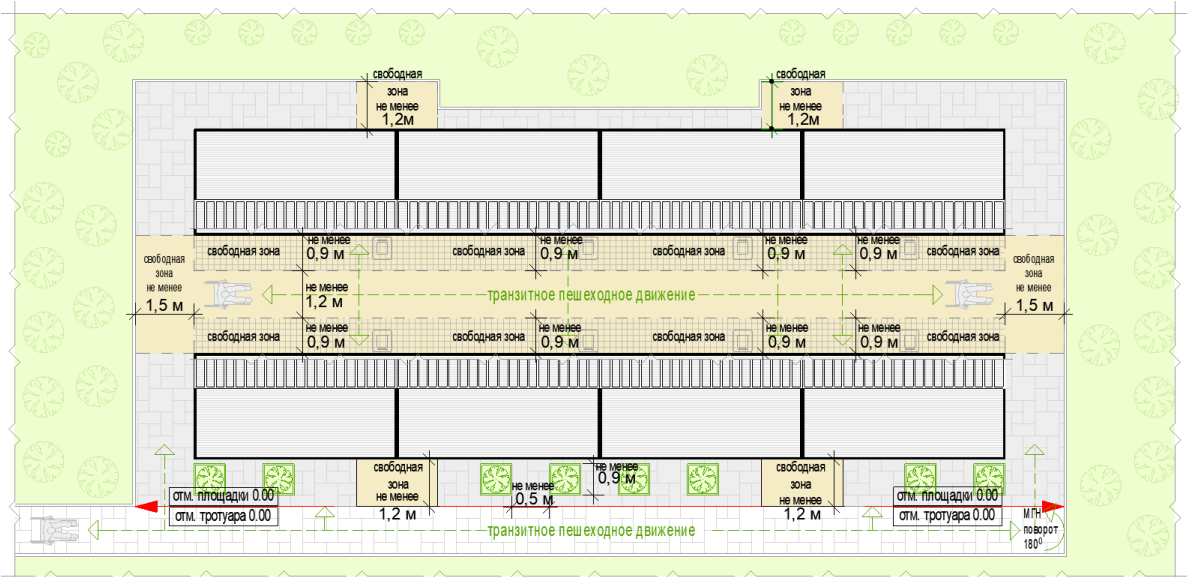 свободная
зона
не менее
1,2м
свободная
зона
не менее
1,2м
свободная зона
не менее
0,9 м
свободная зона
не менее
0,9 м
свободная зона
не менее
0,9 м
не менее
0,9 м
свободная зона
свободная
зона
не менее
1,5 м
не менее
1,2 м
транзитное пешеходное движение
свободная
зона
не менее
1,5 м
свободная зона
не менее
0,9 м
свободная зона
не менее
0,9 м
свободная зона
не менее
0,9 м
не менее
0,9 м
свободная зона
свободная
зона
не менее
1,2 м
не менее
0,5 м
не менее
0,9 м
свободная
зона
не менее
1,2 м
отм. площадки 0.00
отм. тротуара 0.00
отм. площадки 0.00
отм. тротуара 0.00
транзитное пешеходное движение
МГН
поворот
180⁰